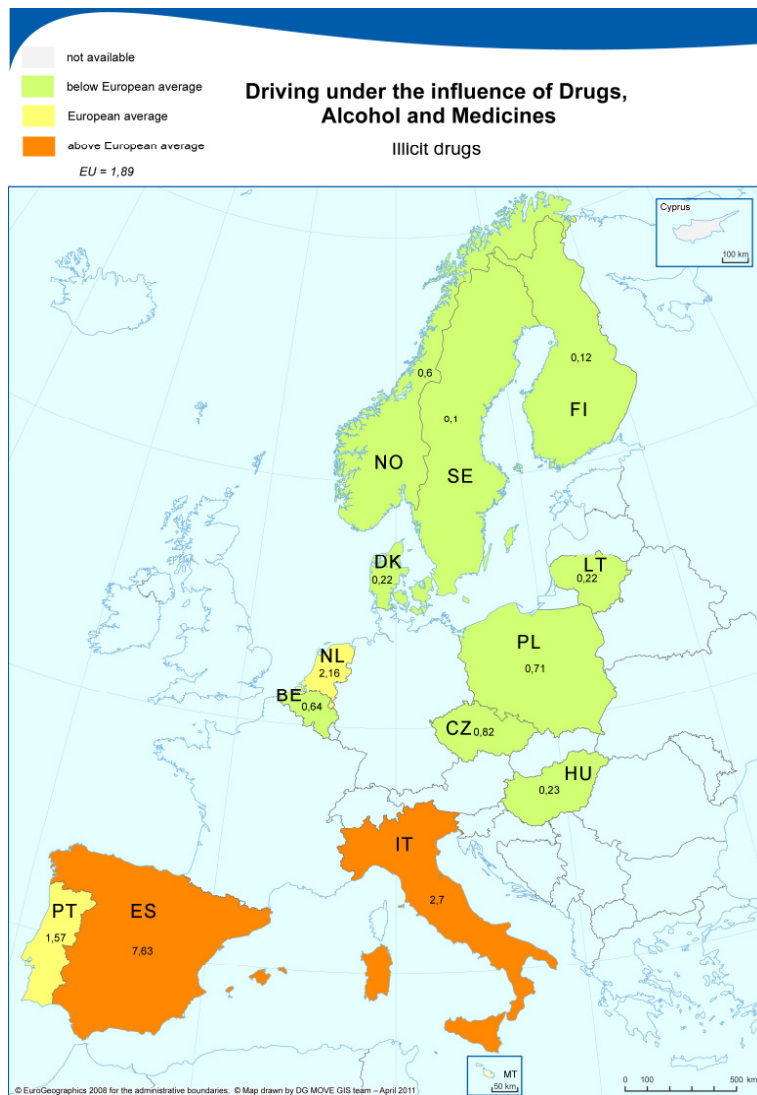 not available
below European average
European average
above European average
EU = 1,89
Driving under the influence of Drugs,
Alcohol and Medicines
Illicit drugs
Cyprus
100 km
0,12
0,6
FI
0,1
NO
SE
DK
0,22
LT
0,22
PL
NL
0,71
2,16
BE
0,64
CZ 0,82
HU
0,23
IT
2,7
PT
ES
1,57
7,63
MT
50 km
0 100 500 km
© EuroGeographics 2008 for the administrative boundaries; © Map drawn by DG MOVE GIS team – April 2011